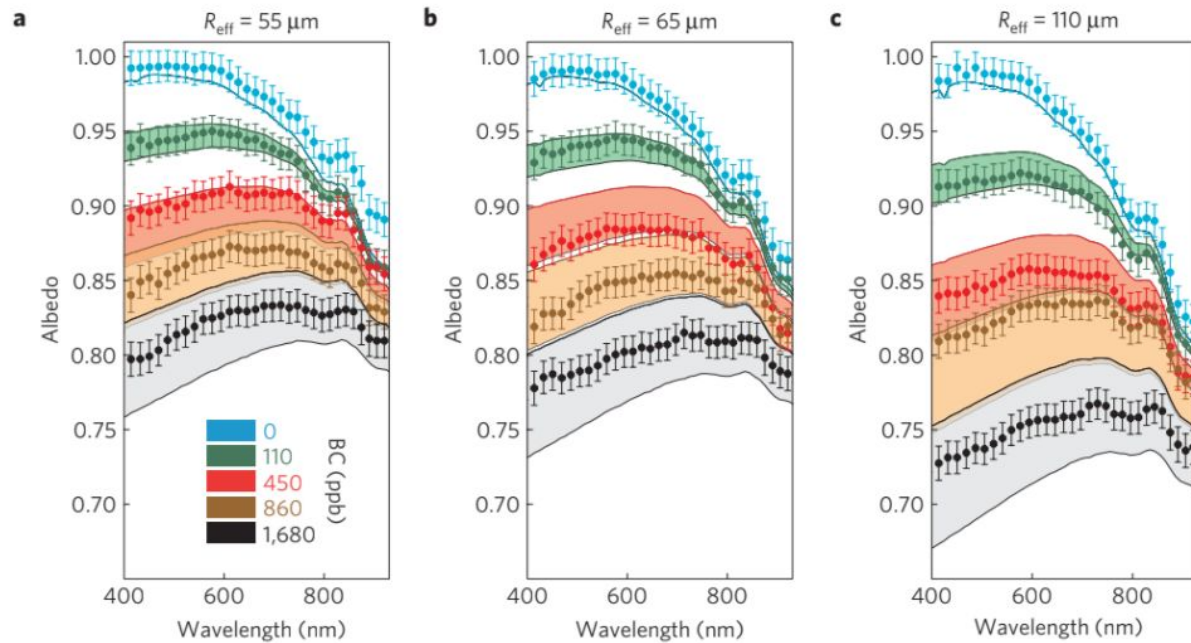 a
R_eff = 55 µm
Albedo
1.00
0.95
0.90
0.85
0.80
0.75
0.70
0
110
450
860
1,680
BC (ppb)
400
600
800
Wavelength (nm)
b
R_eff = 65 µm
Albedo
1.00
0.95
0.90
0.85
0.80
0.75
0.70
400
600
800
Wavelength (nm)
c
R_eff = 110 µm
Albedo
1.00
0.95
0.90
0.85
0.80
0.75
0.70
400
600
800
Wavelength (nm)